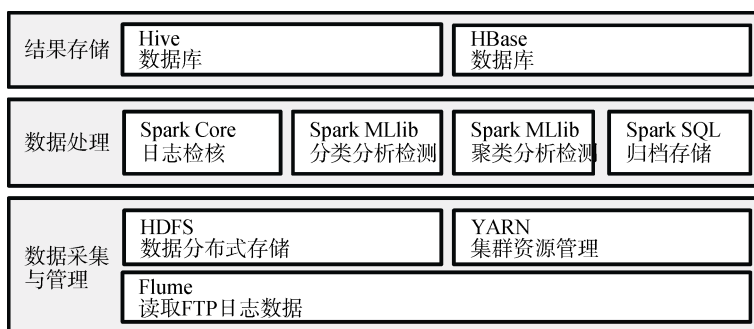 结果存储
Hive
数据库
HBase
数据库
数据处理
Spark Core
日志检核
Spark MLlib
分类分析检测
Spark MLlib
聚类分析检测
Spark SQL
归档存储
数据采集
与管理
HDFS
数据分布式存储
YARN
集群资源管理
Flume
读取FTP日志数据